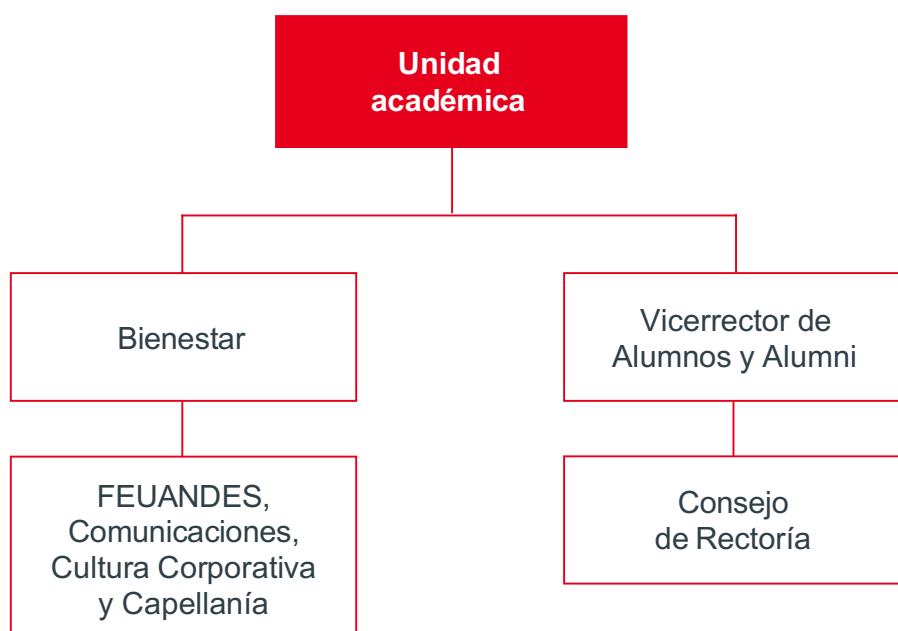 Unidad
académica
Bienestar
Vicerrector de
Alumnos y Alumni
FEUANDES,
Comunicaciones,
Cultura Corporativa
y Capellanía
Consejo
de Rectoría